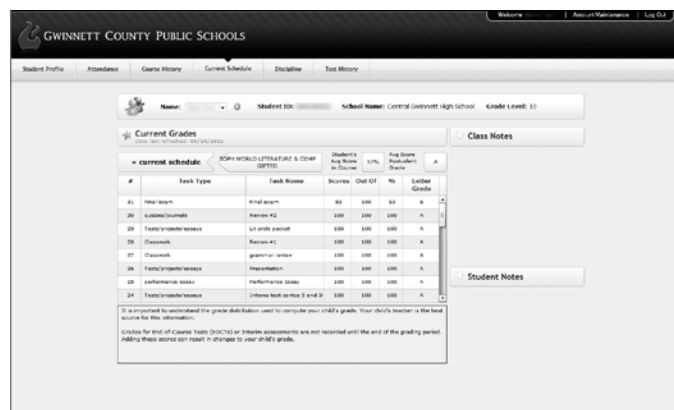 Welcome | Account Maintenance | Log Out
GWINNETT COUNTY PUBLIC SCHOOLS
Student Profile Attendance Course History Current Schedule Discipline Test History
Name: Student ID: School Name: Central Gwinnett High School Grade Level: 10
Current Grades
Class Notes
« current schedule SOPH WORLD LITERATURE & COMP GIFTED Student's Avg Score in Course Avg Score Equivalent Grade A
# Task Type Task Name Scores Out Of % Letter Grade
31 Final Exam Final exam 83 100 83 B
30 success/journals Review #2 100 100 100 A
29 Tests/projects/essays Lit circle packet 100 100 100 A
28 Classwork Review #1 100 100 100 A
27 Classwork grammar review 100 100 100 A
26 Tests/projects/essays Presentation 100 100 100 A
25 performance essay Performance Essay 100 100 100 A
24 Tests/projects/essays 100 100 100 A
Student Notes
It is important to understand the grade distribution used to compute your child's grade. Your child's teacher is the best
source for this information.
Grades for End of Course Tests (EOCTs) or Interim assessments are not recorded until the end of the grading period.
Adding these scores can result in changes to your child's grade.